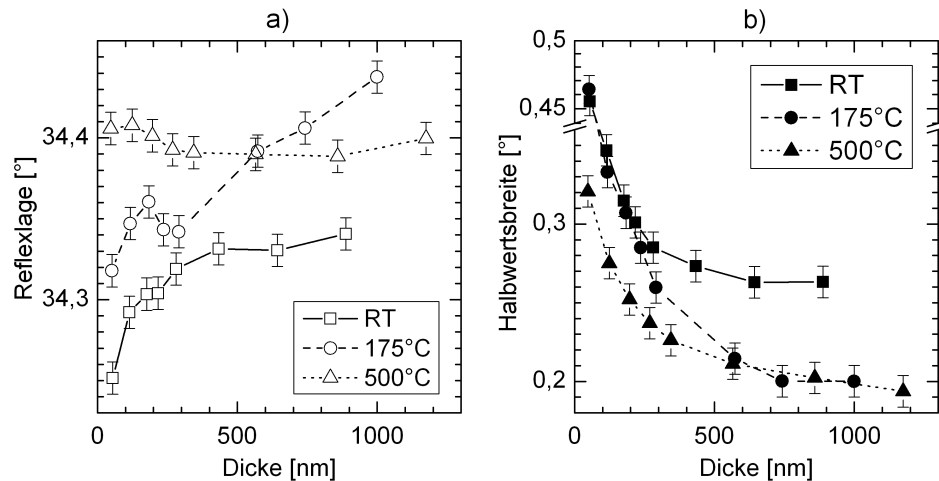 a)
Reflexlage [°]
34,4
34,3
0
500
1000
Dicke [nm]
RT
175°C
500°C
b)
Halbwertsbreite [°]
0,5
0,45
0,3
0,2
0
500
1000
Dicke [nm]
RT
175°C
500°C